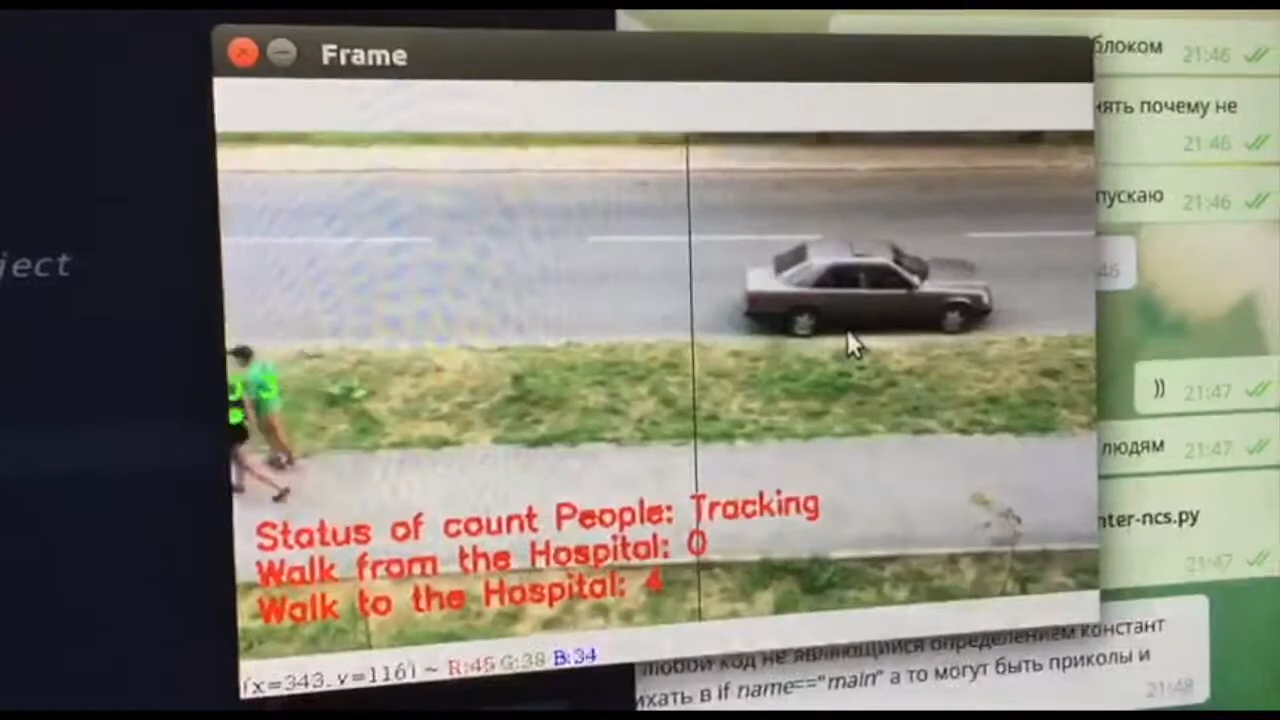 Frame
блоком 21:46
нять почему не
21:46
пускаю 21:46
46
ject
)) 21:47
людям 21:47
nter-ncs.py
21:47
Status of count People: Tracking
Walk from the Hospital: 0
Walk to the Hospital: 4
(x=343, y=116) ~ R:45 G:38 B:34
любой код не являющийся определением констант
ихать в if name=="main" а то могут быть приколы и
21:48